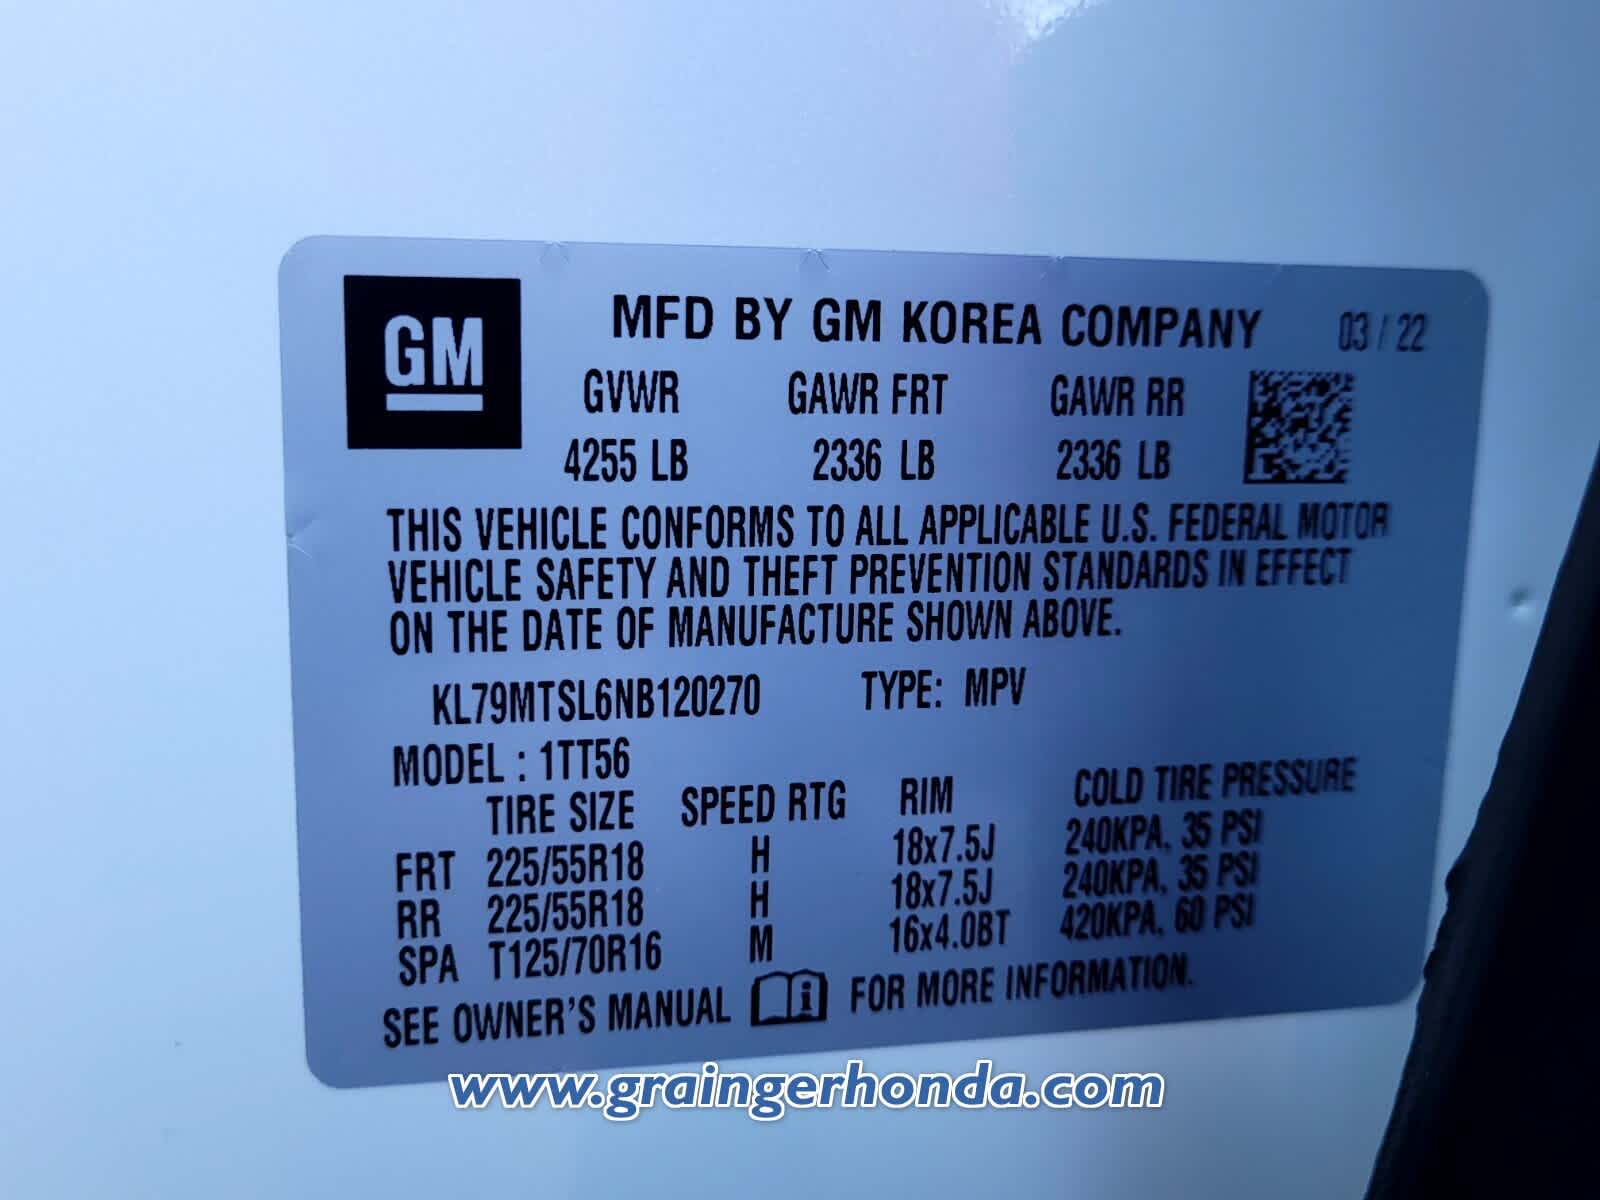 GM
MFD BY GM KOREA COMPANY 03 / 22
GVWR GAWR FRT GAWR RR
4255 LB 2336 LB 2336 LB
THIS VEHICLE CONFORMS TO ALL APPLICABLE U.S. FEDERAL MOTOR
VEHICLE SAFETY AND THEFT PREVENTION STANDARDS IN EFFECT
ON THE DATE OF MANUFACTURE SHOWN ABOVE.
KL79MTSL6NB120270 TYPE: MPV
MODEL : 1TT56
TIRE SIZE SPEED RTG RIM COLD TIRE PRESSURE
FRT 225/55R18 H 18x7.5J 240KPA, 35 PSI
RR 225/55R18 H 18x7.5J 240KPA, 35 PSI
SPA T125/70R16 M 16x4.0BT 420KPA, 60 PSI
SEE OWNER'S MANUAL i FOR MORE INFORMATION.
www.graingerhonda.com